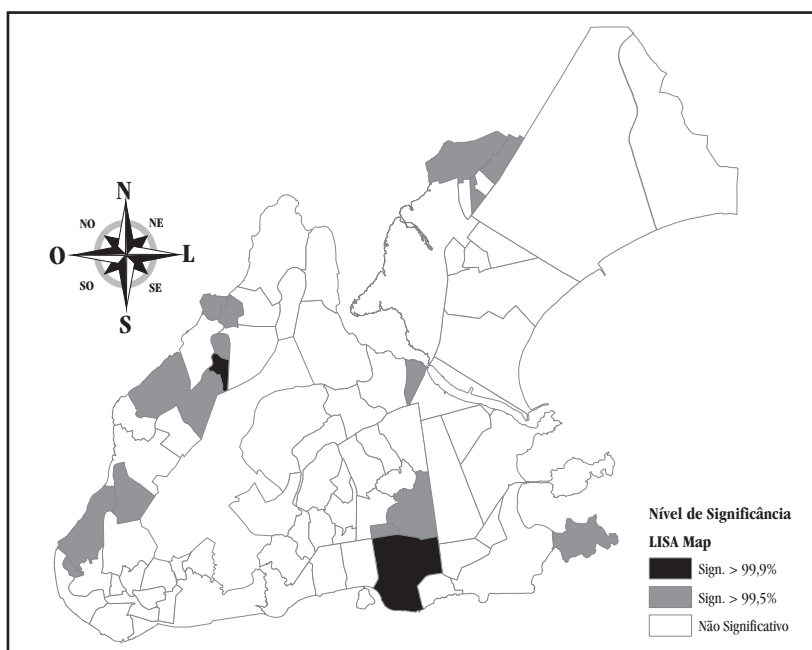 N
NO NE
O L
SO SE
S
Nível de Significância
LISA Map
Sign. > 99,9%
Sign. > 99,5%
Não Significativo